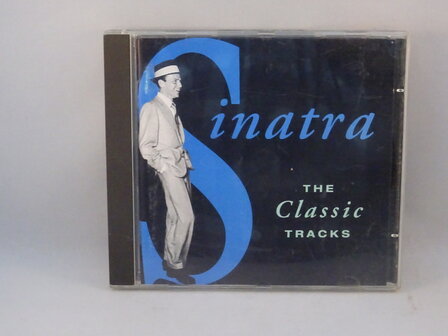 Sinatra
THE
Classic
TRACKS